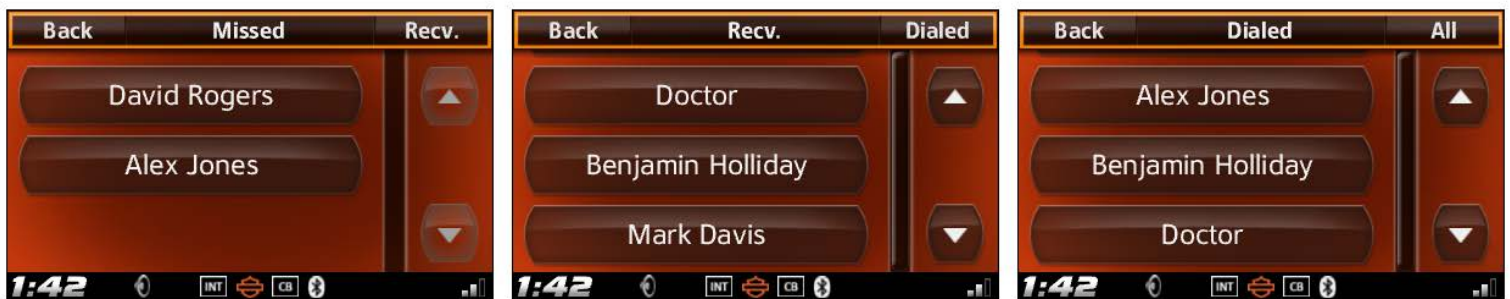 Back Missed Recv.
David Rogers
Alex Jones
1:42 INT CB
Back Recv. Dialed
Doctor
Benjamin Holliday
Mark Davis
1:42 INT CB
Back Dialed All
Alex Jones
Benjamin Holliday
Doctor
1:42 INT CB